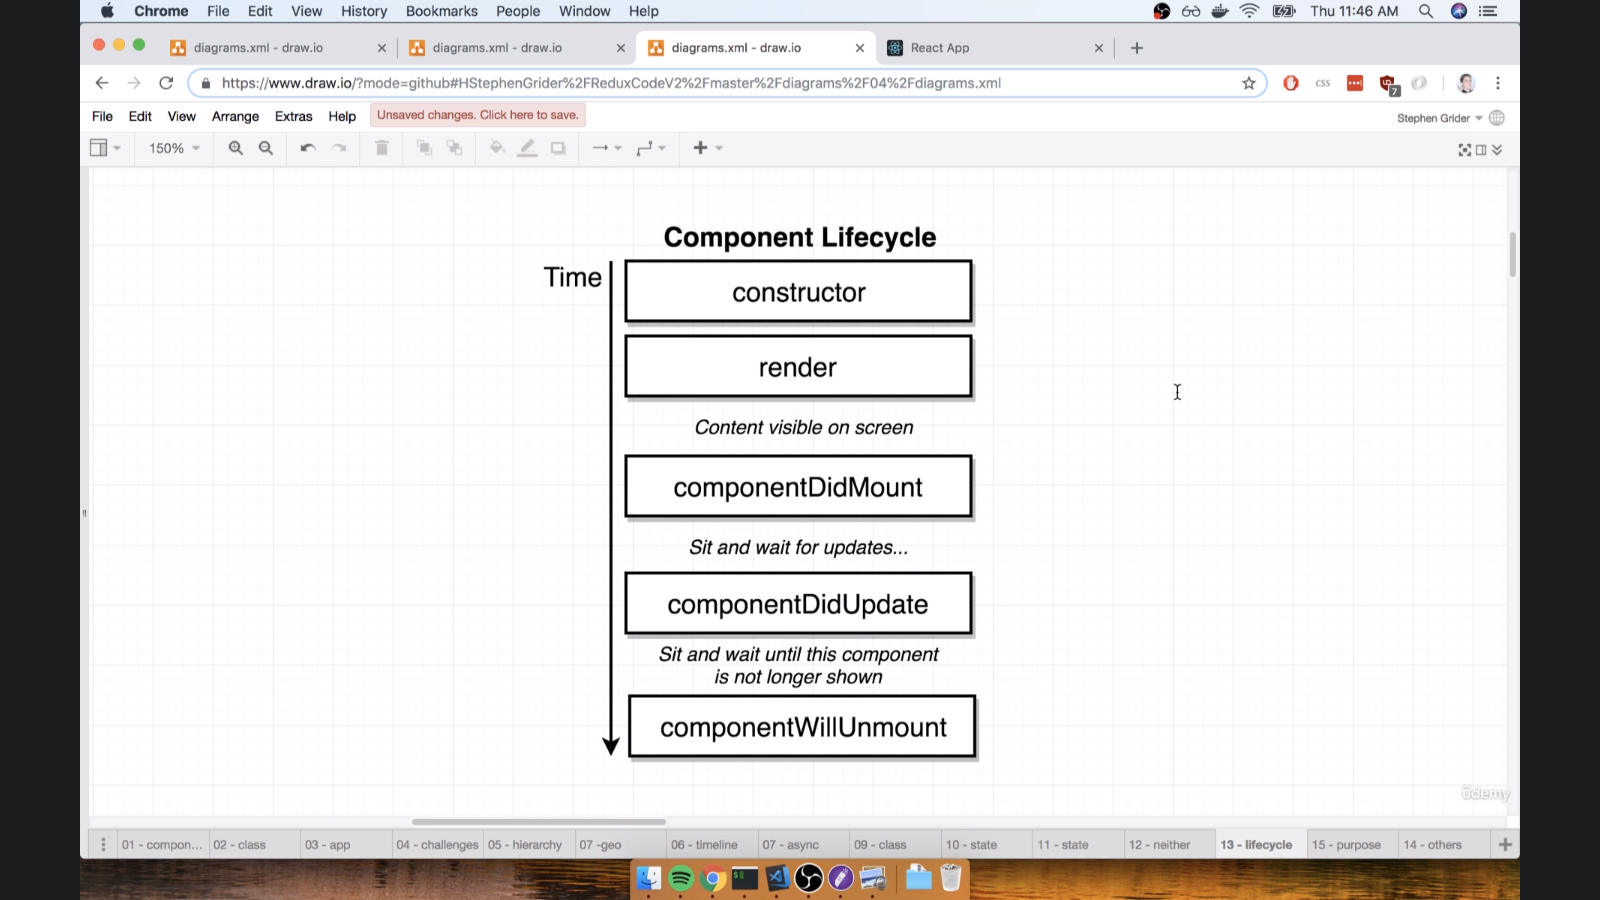 Chrome File Edit View History Bookmarks People Window Help Thu 11:46 AM
diagrams.xml - draw.io diagrams.xml - draw.io diagrams.xml - draw.io React App
https://www.draw.io/?mode=github#HStephenGrider%2FReduxCodeV2%2Fmaster%2Fdiagrams%2F04%2Fdiagrams.xml css 7
File Edit View Arrange Extras Help Unsaved changes. Click here to save. Stephen Grider
150%
Component Lifecycle
Time
constructor
render
Content visible on screen
componentDidMount
Sit and wait for updates...
componentDidUpdate
Sit and wait until this component
is not longer shown
componentWillUnmount
Udemy
01 - compon... 02 - class 03 - app 04 - challenges 05 - hierarchy 07 -geo 06 - timeline 07 - async 09 - class 10 - state 11 - state 12 - neither 13 - lifecycle 15 - purpose 14 - others